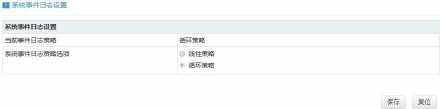 系统事件日志设置
系统事件日志设置
当前事件日志策略 循环策略
系统事件日志策略选项 线性策略
循环策略
保存 复位